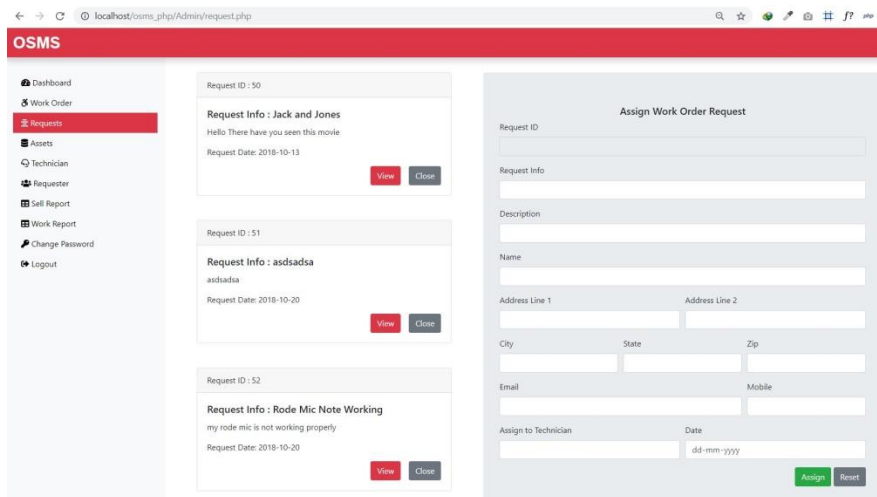 localhost/osms_php/Admin/request.php
f? php
OSMS
Dashboard
Work Order
Requests
Assets
Technician
Requester
Sell Report
Work Report
Change Password
Logout
Request ID : 50
Request Info : Jack and Jones
Hello There have you seen this movie
Request Date: 2018-10-13
View Close
Request ID : 51
Request Info : asdsadsa
asdsadsa
Request Date: 2018-10-20
View Close
Request ID : 52
Request Info : Rode Mic Note Working
my rode mic is not working properly
Request Date: 2018-10-20
View Close
Assign Work Order Request
Request ID
Request Info
Description
Name
Address Line 1 Address Line 2
City State Zip
Email Mobile
Assign to Technician Date
dd-mm-yyyy
Assign Reset